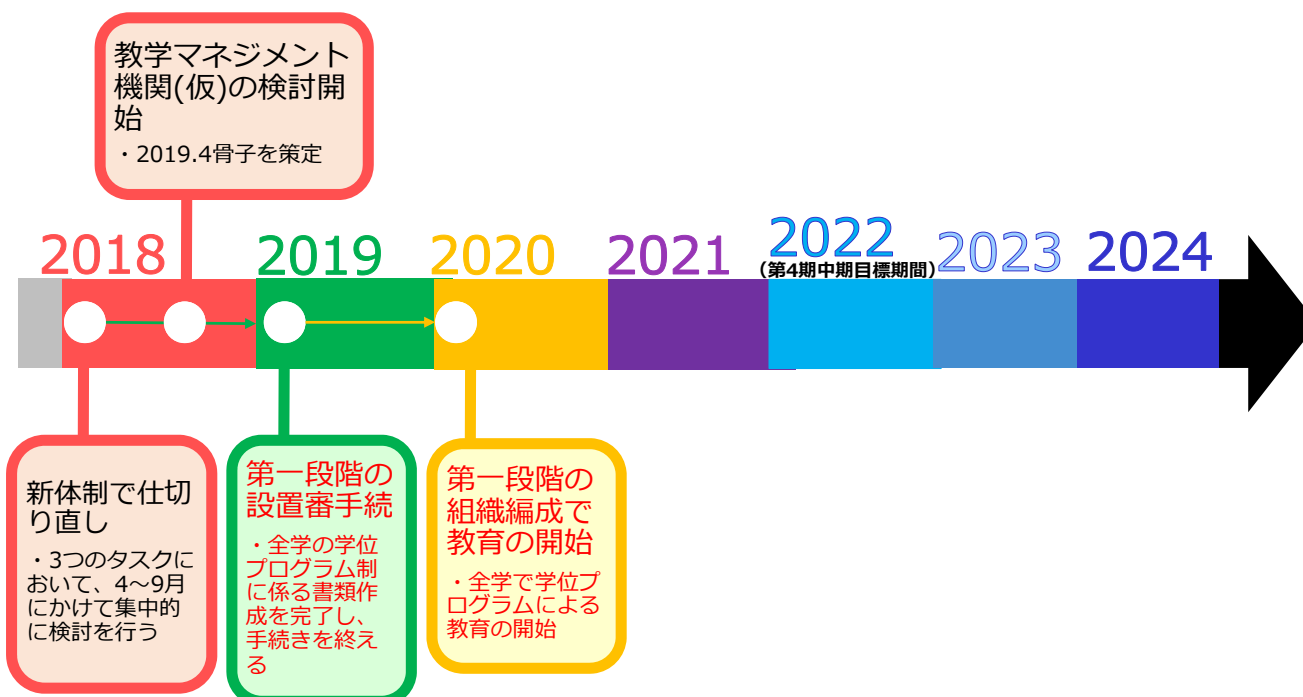 教学マネジメント
機関(仮)の検討開
始
・2019.4骨子を策定
2018
2019
2020
2021
2022
(第4期中期目標期間)
2023
2024
新体制で仕切
り直し
・3つのタスクに
おいて、4～9月
にかけて集中的
に検討を行う
第一段階の
設置審手続
・全学の学位
プログラム制
に係る書類作
成を完了し、
手続きを終え
る
第一段階の
組織編成で
教育の開始
・全学で学位プ
ログラムによる
教育の開始